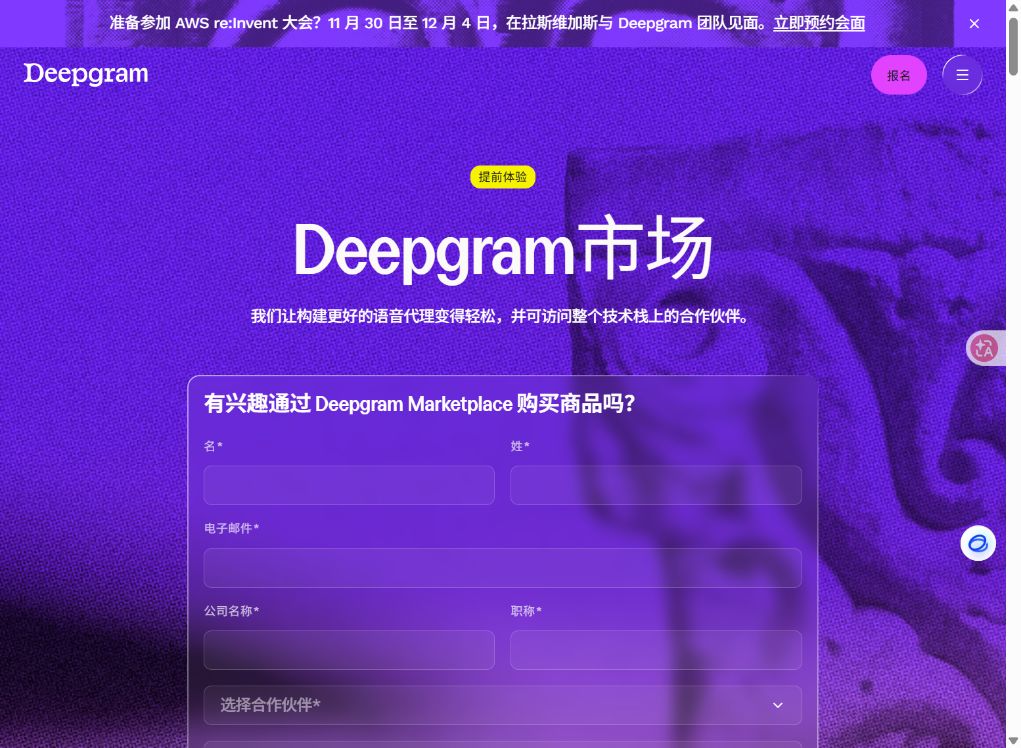 准备参加 AWS re:Invent 大会？11 月 30 日至 12 月 4 日，在拉斯维加斯与 Deepgram 团队见面。立即预约会面
Deepgram
报名
提前体验
Deepgram市场
我们让构建更好的语音代理变得轻松，并可访问整个技术栈上的合作伙伴。
有兴趣通过 Deepgram Marketplace 购买商品吗？
名*
姓*
电子邮件*
公司名称*
职称*
选择合作伙伴*